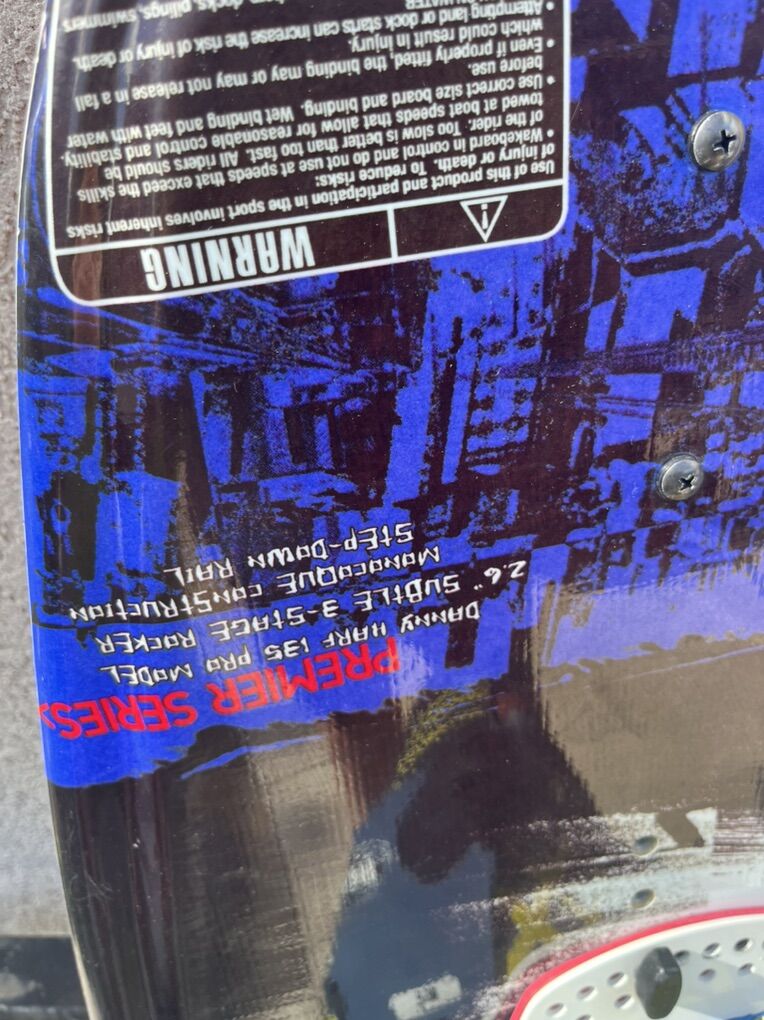 PREMIER SERIES:
DANNY HARF 135 PRO MODEL
2.6" SUBTLE 3-STAGE ROCKER
MONOCOQUE CONSTRUCTION
STEP-DOWN RAIL
WARNING
Use of this product and participation in the sport involves inherent risks
of injury or death. To reduce risks:
• Wakeboard in control and do not use at speeds that exceed the skills
of the rider. Too slow is better than too fast. All riders should be
towed at boat speeds that allow for reasonable control and stability.
• Use correct size board and binding. Wet binding and feet with water
before use.
• Even if properly fitted, the binding may or may not release in a fall
which could result in injury.
• Attempting land or dock starts can increase the risk of injury or death.
docks, pilings, swimmers